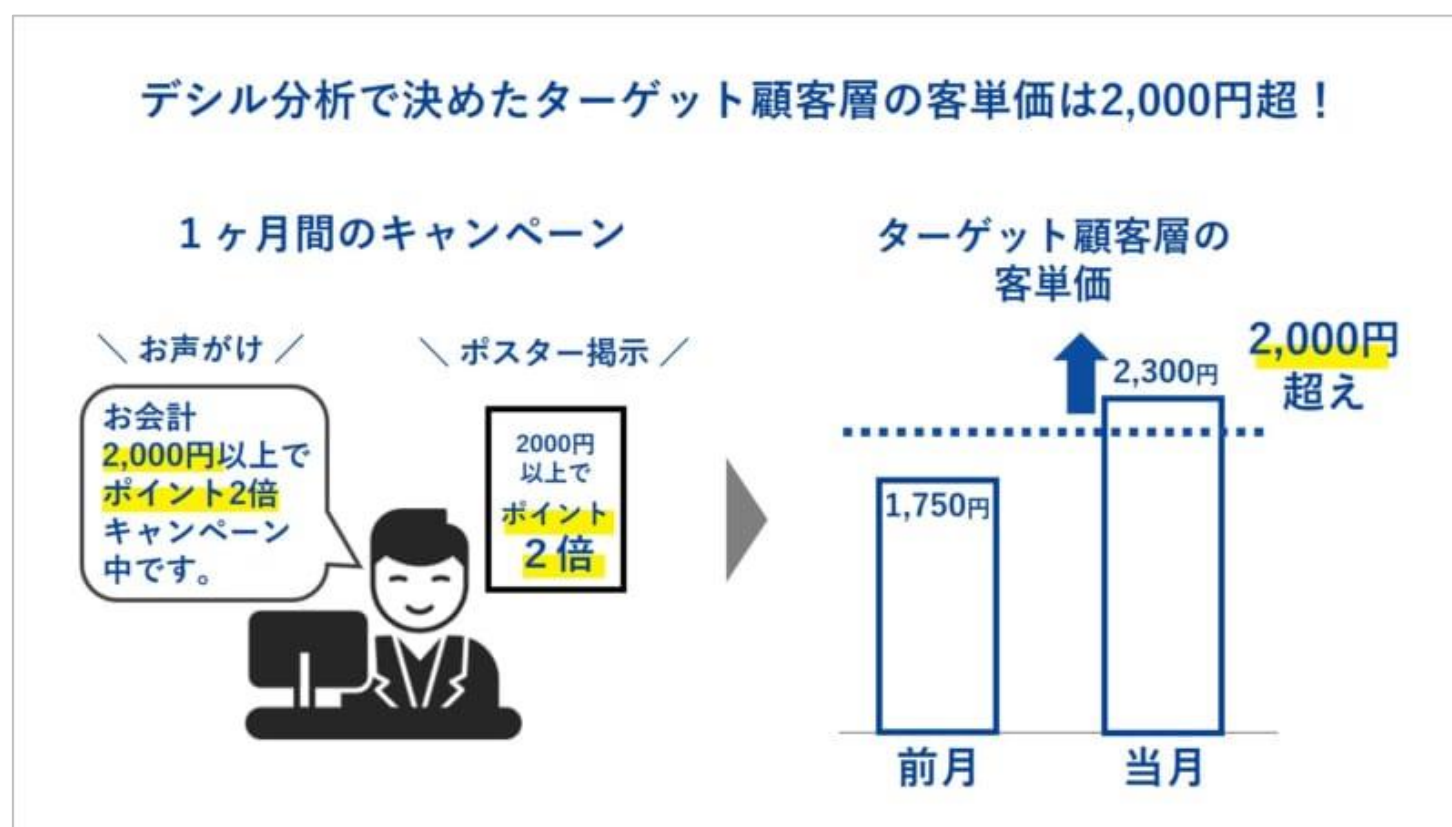 デシル分析で決めたターゲット顧客層の客単価は2,000円超！
1ヶ月間のキャンペーン
＼ お声がけ ／
お会計
2,000円以上で
ポイント2倍
キャンペーン
中です。
＼ ポスター掲示 ／
2000円
以上で
ポイント
2倍
ターゲット顧客層の
客単価
2,000円
超え
2,300円
1,750円
前月
当月